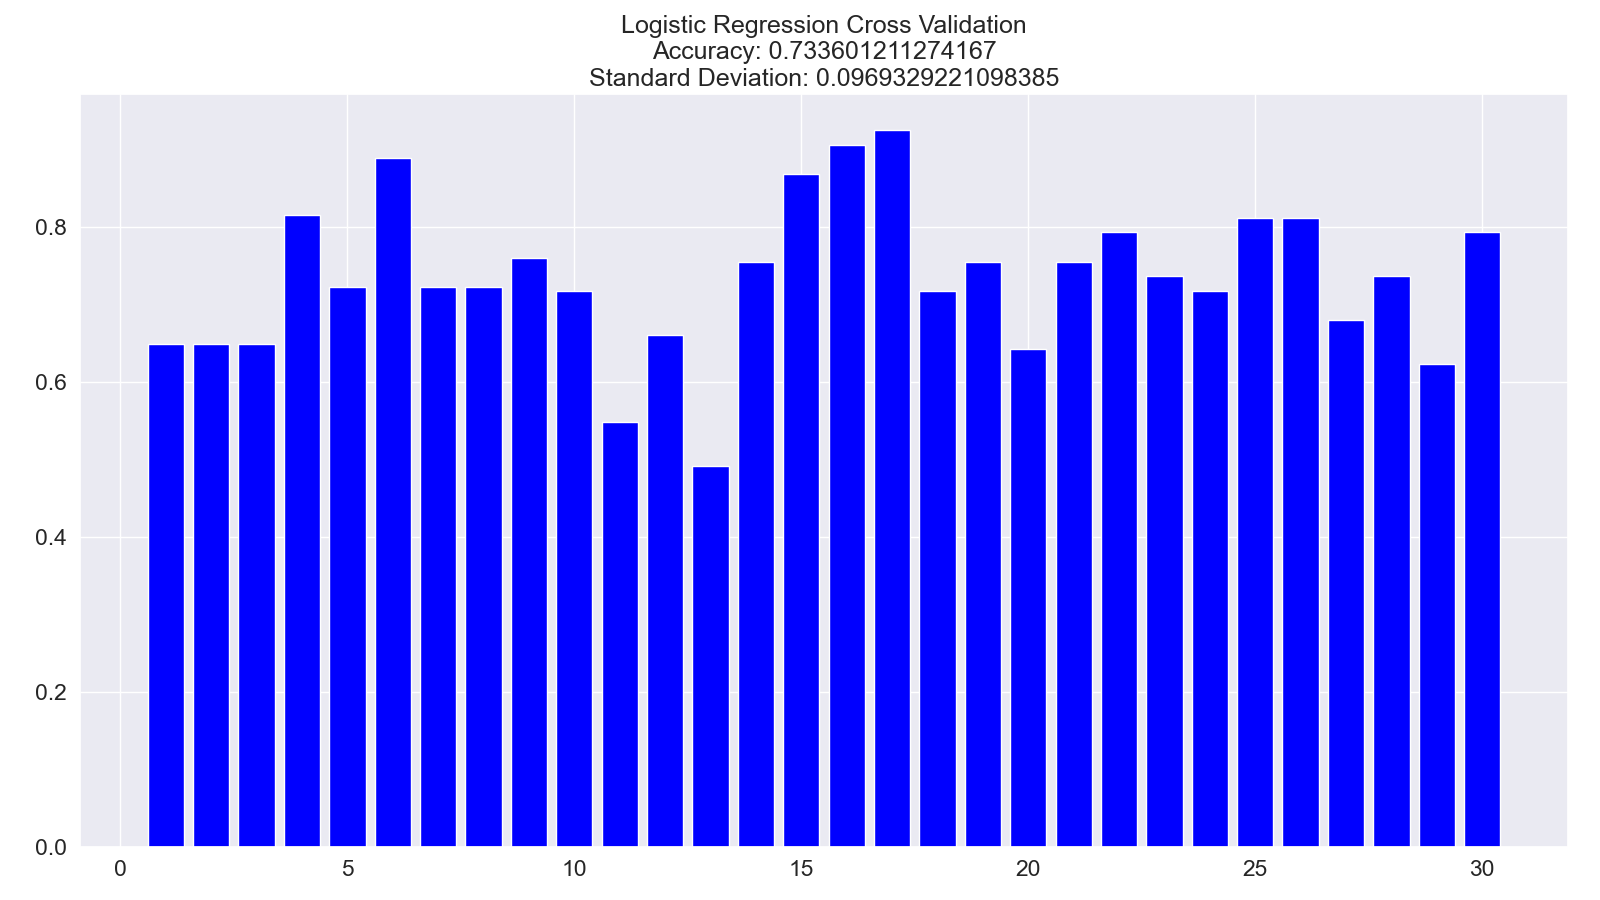 Logistic Regression Cross Validation
Accuracy: 0.733601211274167
Standard Deviation: 0.0969329221098385
0.8
0.6
0.4
0.2
0.0
0 5 10 15 20 25 30